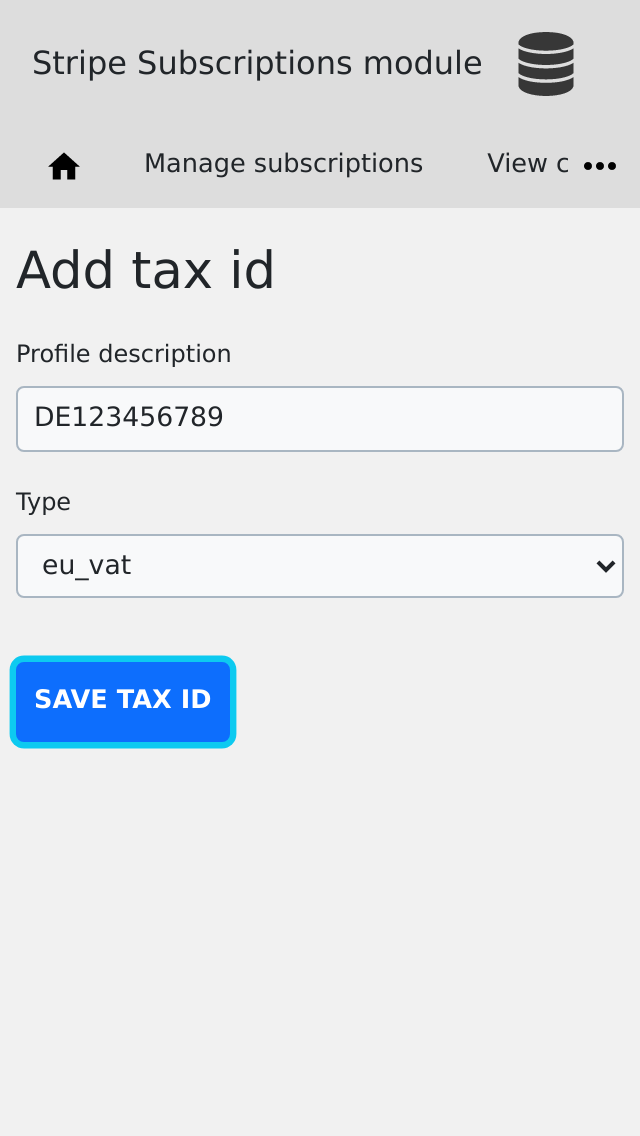 Stripe Subscriptions module
Manage subscriptions
View c
Add tax id
Profile description
DE123456789
Type
eu_vat
SAVE TAX ID